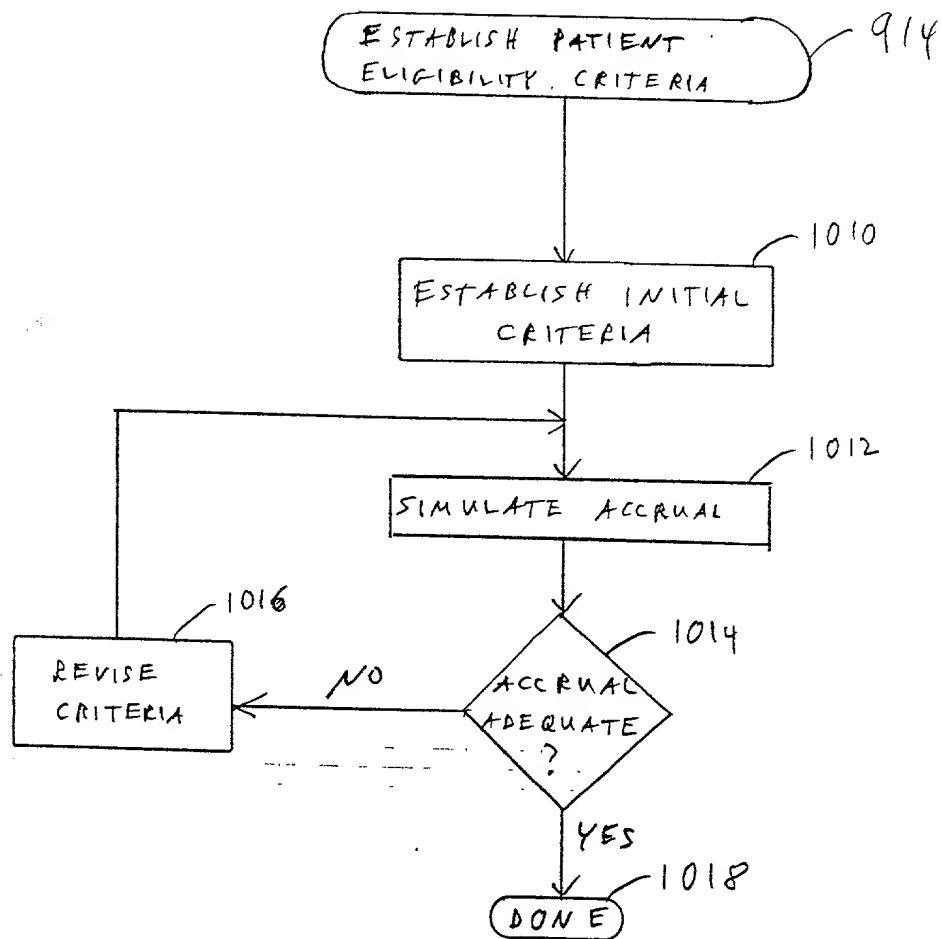 ESTABLISH PATIENT
ELIGIBILITY CRITERIA
914
1010
ESTABLISH INITIAL
CRITERIA
1012
SIMULATE ACCRUAL
1016
REVISE
CRITERIA
NO
1014
ACCRUAL
ADEQUATE
?
YES
1018
DONE